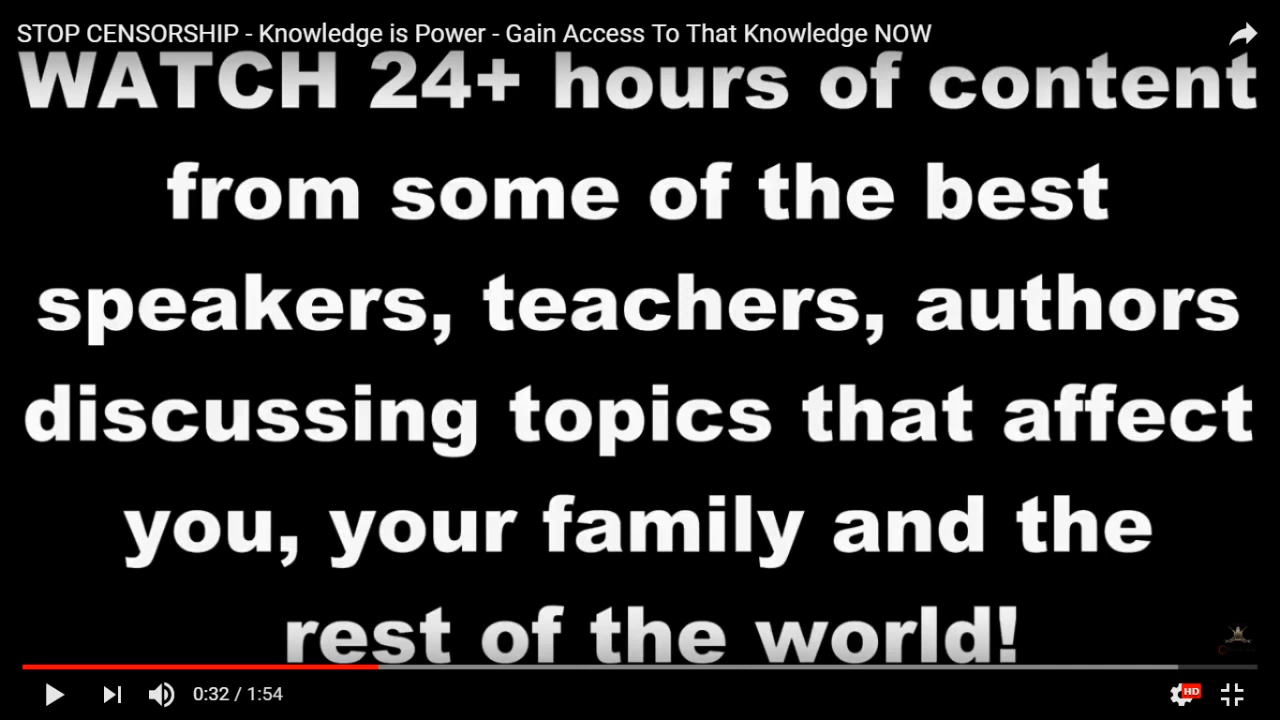 STOP CENSORSHIP - Knowledge is Power - Gain Access To That Knowledge NOW
WATCH 24+ hours of content
from some of the best
speakers, teachers, authors
discussing topics that affect
you, your family and the
rest of the world!
0:32 / 1:54
HD